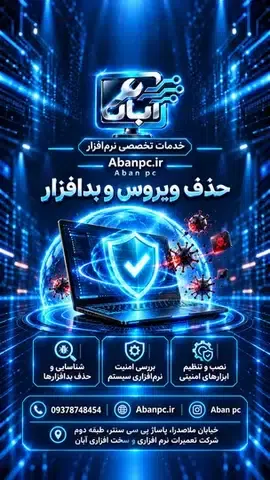 آبان
خدمات تخصصی نرم‌افزار
Abanpc.ir
Aban pc
حذف ویروس و بدافزار
نصب و تنظیم
ابزارهای امنیتی
بررسی امنیت
نرم‌افزاری سیستم
شناسایی و
حذف بدافزارها
09378748454
Abanpc.ir
Aban pc
خیابان ملاصدرا، پاساژ پی سی سنتر، طبقه دوم
شرکت تعمیرات نرم افزاری و سخت افزاری آبان